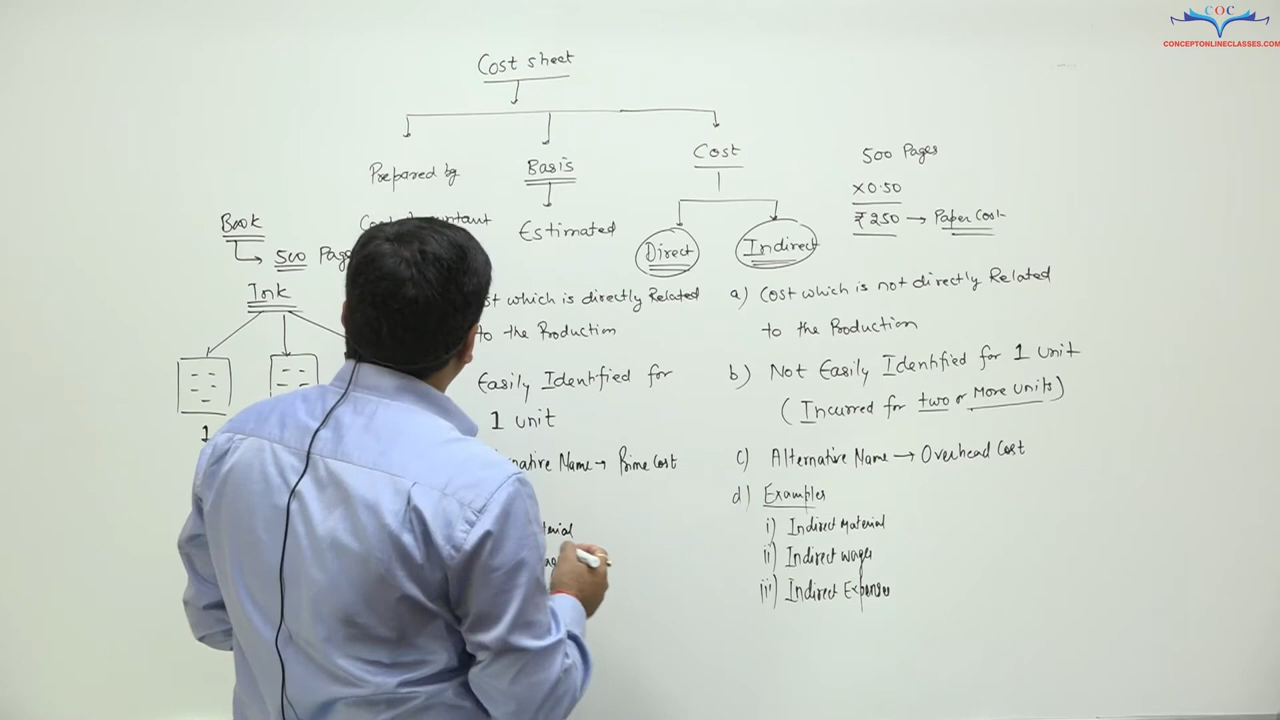 COC
CONCEPTONLINECLASSES.COM
Cost sheet
Prepared by
Basis
Estimated
Cost
Direct
Indirect
500 Pages
×0.50
₹250 → Paper Cost
Book
500
Ink
1
which is directly Related
to the Production
Easily Identified for
1 unit
Name → Prime Cost
a) Cost which is not directly Related
to the Production
b) Not Easily Identified for 1 unit
(Incurred for two or More units)
c) Alternative Name → Overhead Cost
d) Examples
i) Indirect Material
ii) Indirect wages
iii) Indirect Expenses